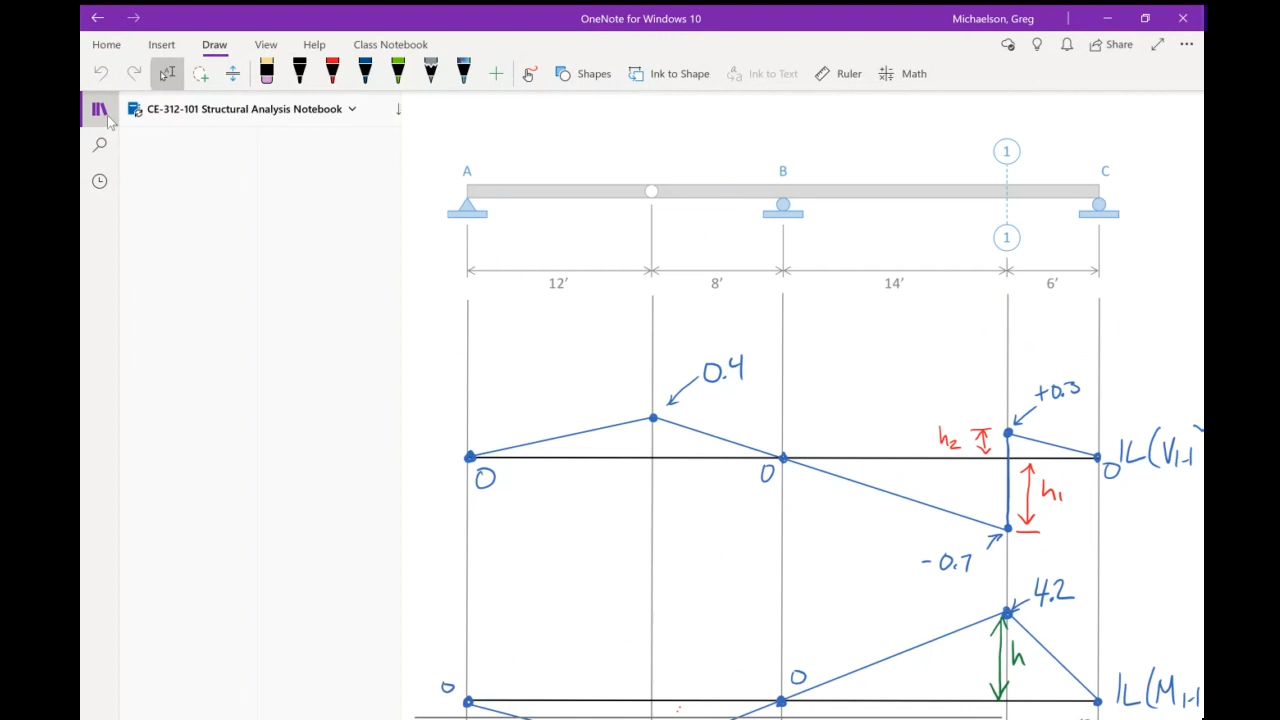 OneNote for Windows 10
Michaelson, Greg
Home Insert Draw View Help Class Notebook
Share
Shapes
Ink to Shape
Ink to Text
Ruler
Math
CE-312-101 Structural Analysis Notebook
1
A B C
1
12' 8' 14' 6'
0.4
+0.3
h2
IL(V1-1
0 0 0
h1
-0.7
4.2
h
0 0
IL(M1-1